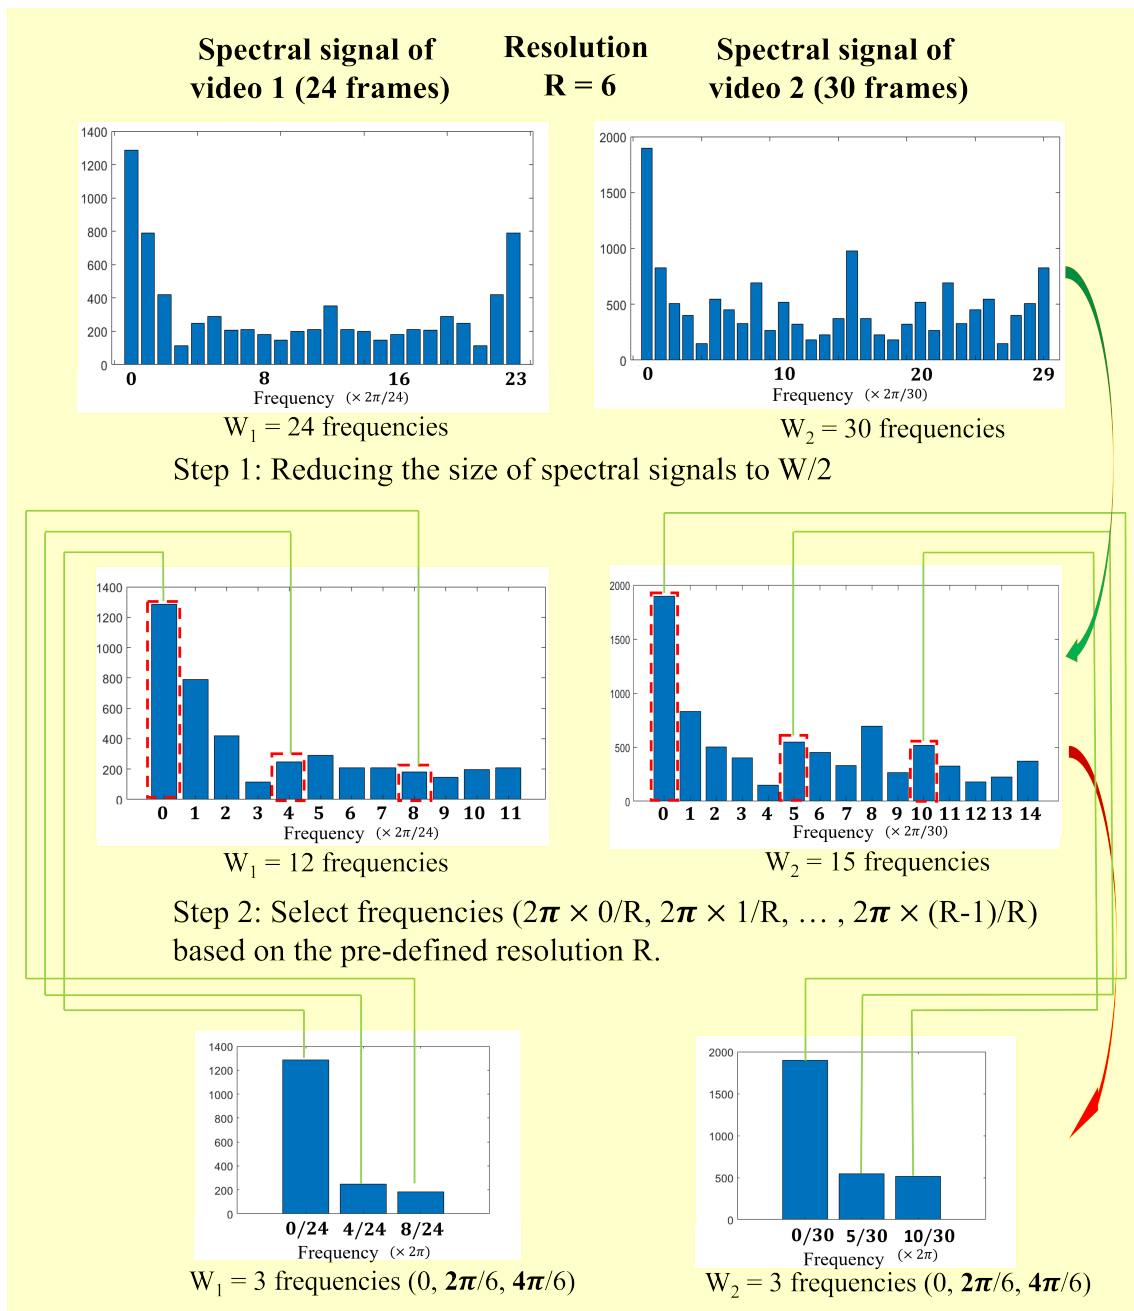 Spectral signal of
video 1 (24 frames)
Resolution
R = 6
Spectral signal of
video 2 (30 frames)
1400
1200
1000
800
600
400
200
0
0 8 16 23
Frequency (× 2π/24)
W1 = 24 frequencies
2000
1500
1000
500
0
0 10 20 29
Frequency (× 2π/30)
W2 = 30 frequencies
Step 1: Reducing the size of spectral signals to W/2
1400
1200
1000
800
600
400
200
0
0 1 2 3 4 5 6 7 8 9 10 11
Frequency (× 2π/24)
W1 = 12 frequencies
2000
1500
1000
500
0
0 1 2 3 4 5 6 7 8 9 10 11 12 13 14
Frequency (× 2π/30)
W2 = 15 frequencies
Step 2: Select frequencies (2π × 0/R, 2π × 1/R, … , 2π × (R-1)/R)
based on the pre-defined resolution R.
1400
1200
1000
800
600
400
200
0
0/24 4/24 8/24
Frequency (× 2π)
W1 = 3 frequencies (0, 2π/6, 4π/6)
2000
1500
1000
500
0
0/30 5/30 10/30
Frequency (× 2π)
W2 = 3 frequencies (0, 2π/6, 4π/6)